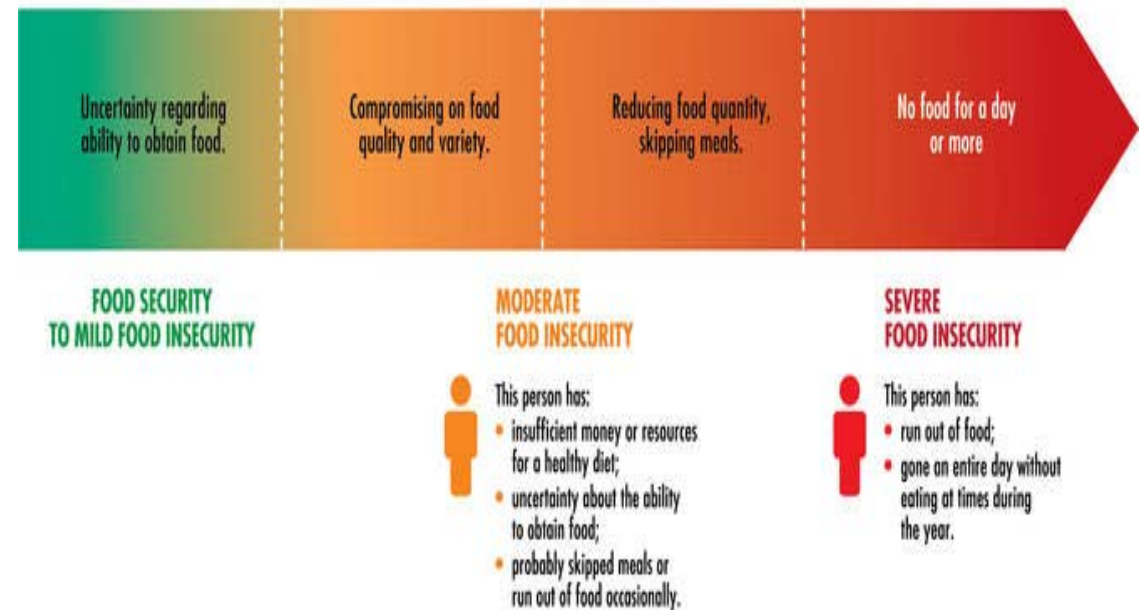 Uncertainty regarding
ability to obtain food.
Compromising on food
quality and variety.
Reducing food quantity,
skipping meals.
No food for a day
or more
FOOD SECURITY
TO MILD FOOD INSECURITY
MODERATE
FOOD INSECURITY
This person has:
• insufficient money or resources
for a healthy diet;
• uncertainty about the ability
to obtain food;
• probably skipped meals or
run out of food occasionally.
SEVERE
FOOD INSECURITY
This person has:
• run out of food;
• gone an entire day without
eating at times during
the year.